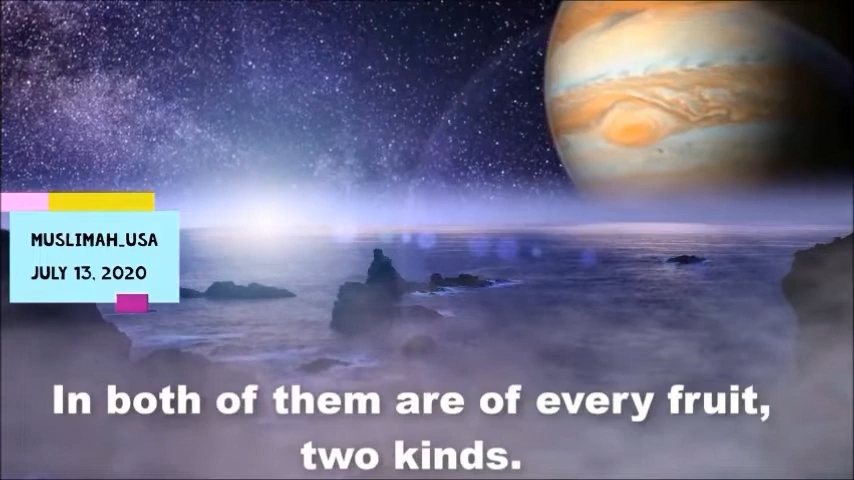 MUSLIMAH_USA
JULY 13, 2020
In both of them are of every fruit,
two kinds.